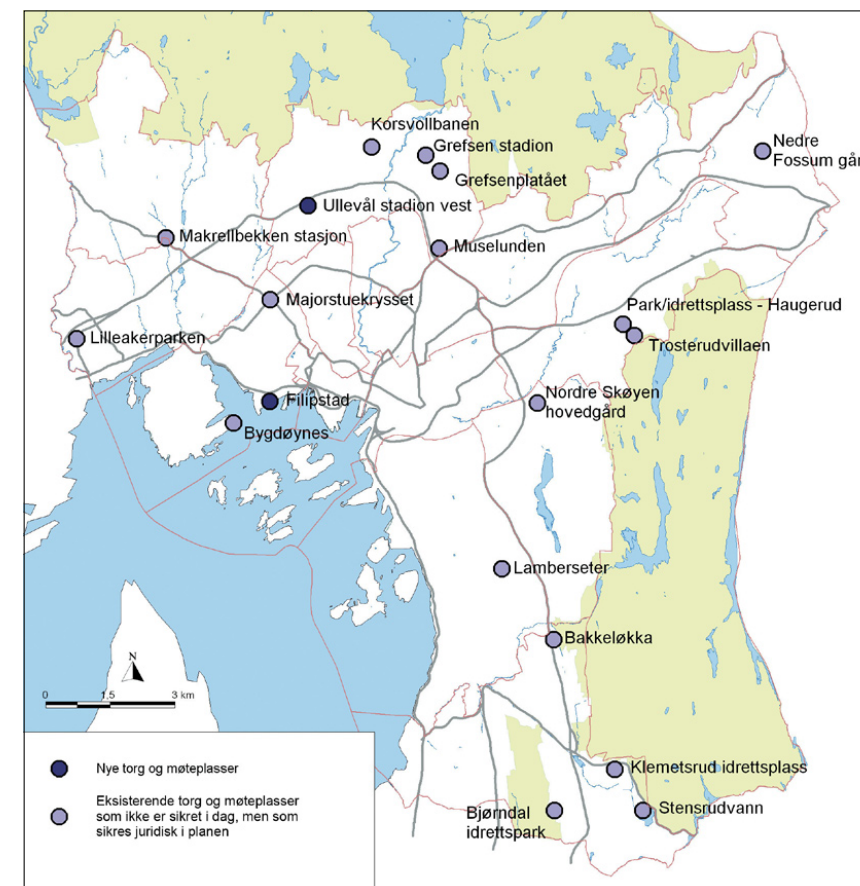 Korsvollbanen
Grefsen stadion
Grefsenplatået
Nedre
Fossum går
Ullevål stadion vest
Makrellbekken stasjon
Muselunden
Majorstuekrysset
Park/idrettsplass - Haugerud
Trosterudvillaen
Lilleakerparken
Filipstad
Bygdøynes
Nordre Skøyen
hovedgård
Lamberseter
Bakkeløkka
N
0 1,5 3 km
Klemetsrud idrettsplass
Bjørndal
idrettspark
Stensrudvann
Nye torg og møteplasser
Eksisterende torg og møteplasser
som ikke er sikret i dag, men som
sikres juridisk i planen